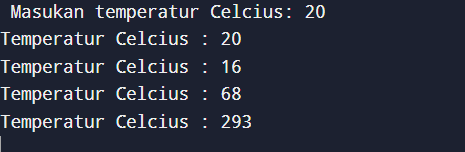 Masukan temperatur Celcius: 20
Temperatur Celcius : 20
Temperatur Celcius : 16
Temperatur Celcius : 68
Temperatur Celcius : 293